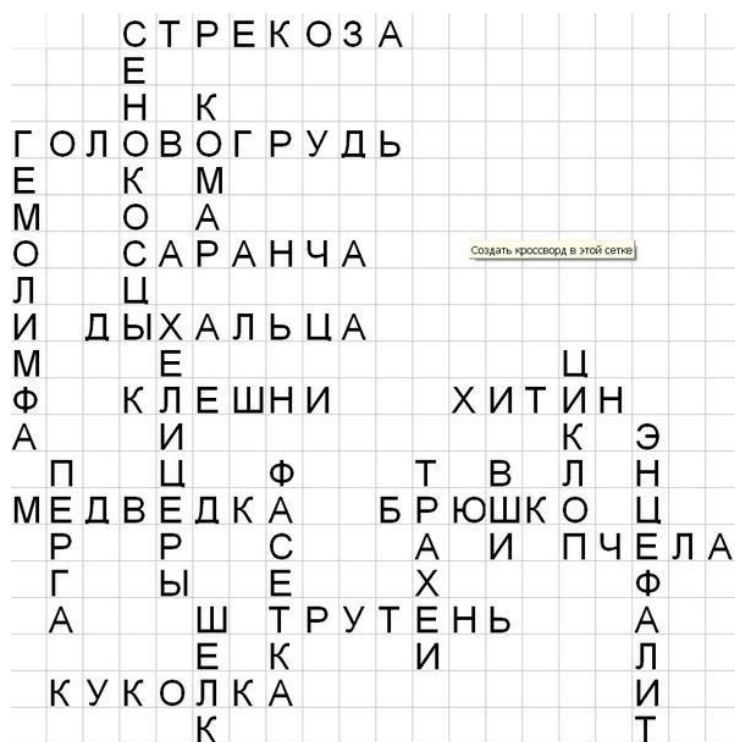 СТРЕКОЗА
Е
Н К
ГОЛОВОГРУДЬ
Е К М
М О А
О САРАНЧА Создать кроссворд в этой сетке
Л Ц
И ДЫХАЛЬЦА
М Е Ц
Ф КЛЕШНИ ХИТИН
А И К Э
П Ц Ф Т В Л Н
МЕДВЕДКА БРЮШКО Ц
Р Р С А И ПЧЕЛА
Г Ы Е Х Ф
А Ш ТРУТЕНЬ А
Е К И Л
КУКОЛКА И
К Т